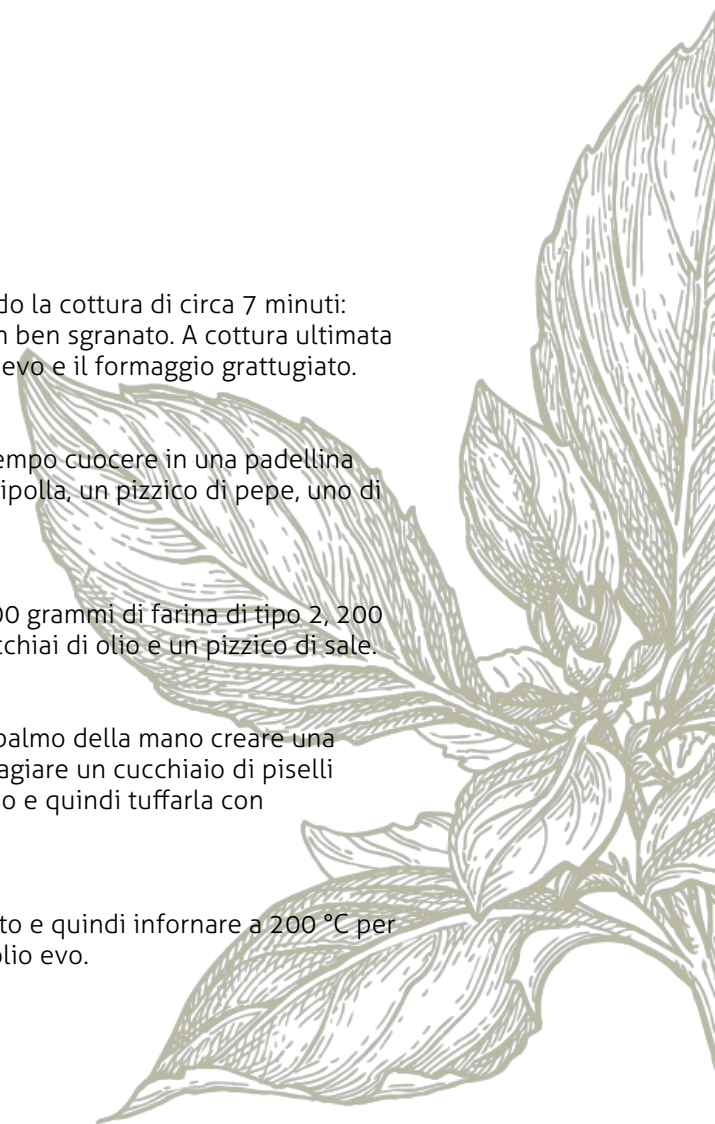 do la cottura di circa 7 minuti:
n ben sgranato. A cottura ultimata
evo e il formaggio grattugiato.
empo cuocere in una padellina
ipolla, un pizzico di pepe, uno di
00 grammi di farina di tipo 2, 200
cchiai di olio e un pizzico di sale.
palmo della mano creare una
agiare un cucchiaio di piselli
o e quindi tuffarla con
to e quindi infornare a 200 °C per
olio evo.